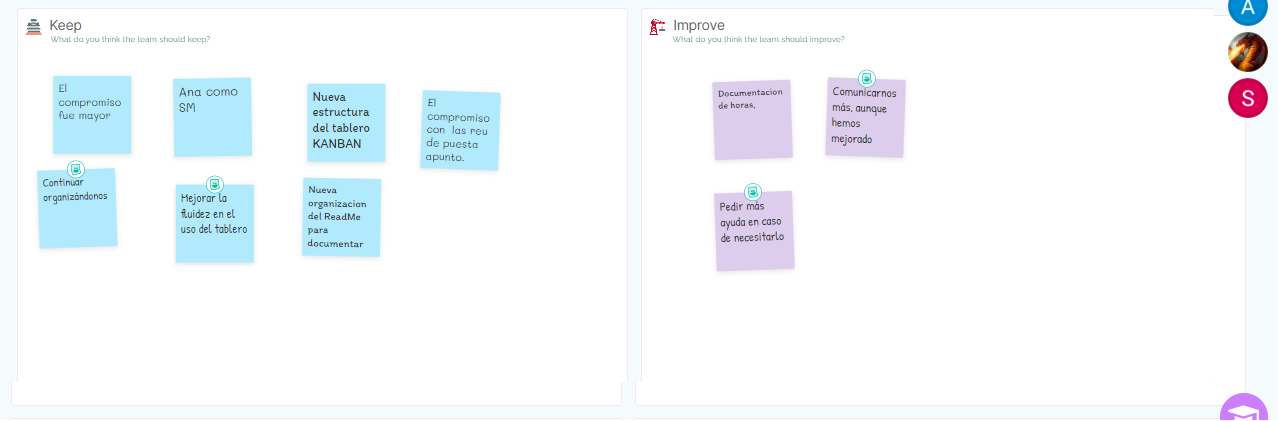 Keep
What do you think the team should keep?
El
compromiso
fue mayor
Ana como
SM
Nueva
estructura
del tablero
KANBAN
El
compromiso
con las reu
de puesta
apunto.
Continuar
organizándonos
Mejorar la
fluidez en el
uso del tablero
Nueva
organizacion
del ReadMe
para
documentar
Improve
What do you think the team should improve?
Documentacion
de horas,
Comunicarnos
más, aunque
hemos
mejorado
Pedir más
ayuda en caso
de necesitarlo
A
S